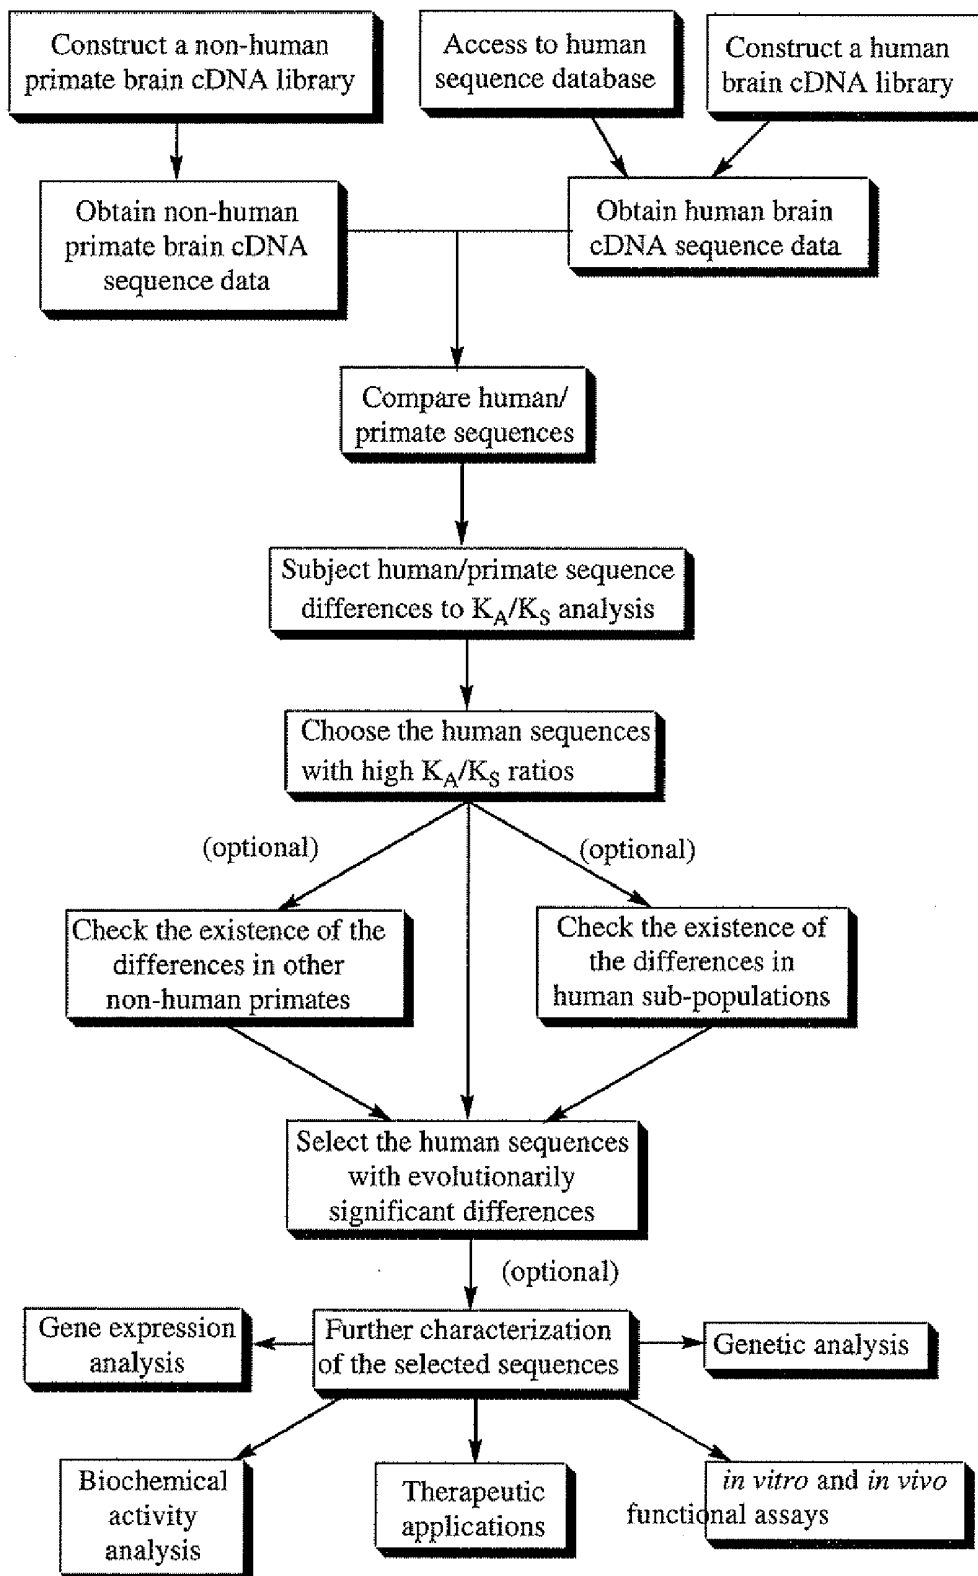 Construct a non-human
primate brain cDNA library
Access to human
sequence database
Construct a human
brain cDNA library
Obtain non-human
primate brain cDNA
sequence data
Obtain human brain
cDNA sequence data
Compare human/
primate sequences
Subject human/primate sequence
differences to K_A/K_S analysis
Choose the human sequences
with high K_A/K_S ratios
(optional)
(optional)
Check the existence of the
differences in other
non-human primates
Check the existence of
the differences in
human sub-populations
Select the human sequences
with evolutionarily
significant differences
(optional)
Gene expression
analysis
Further characterization
of the selected sequences
Genetic analysis
Biochemical
activity
analysis
Therapeutic
applications
in vitro and in vivo
functional assays